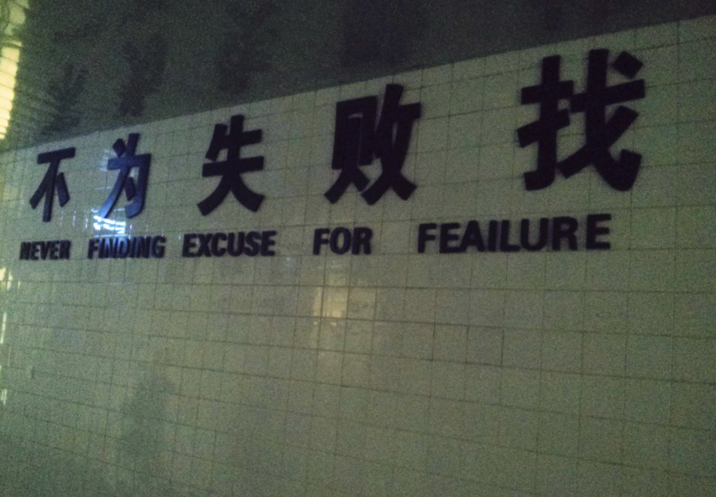 不为失败找
NEVER FINDING EXCUSE FOR FEAILURE